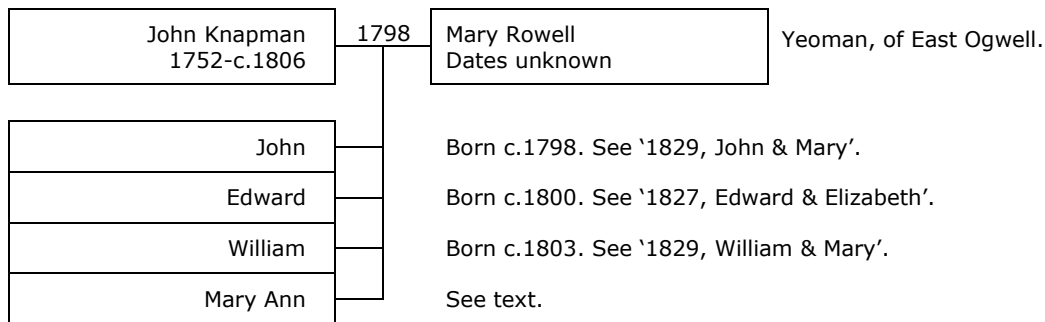 John Knapman
1752-c.1806
1798
Mary Rowell
Dates unknown
Yeoman, of East Ogwell.
John
Born c.1798. See ‘1829, John & Mary’.
Edward
Born c.1800. See ‘1827, Edward & Elizabeth’.
William
Born c.1803. See ‘1829, William & Mary’.
Mary Ann
See text.